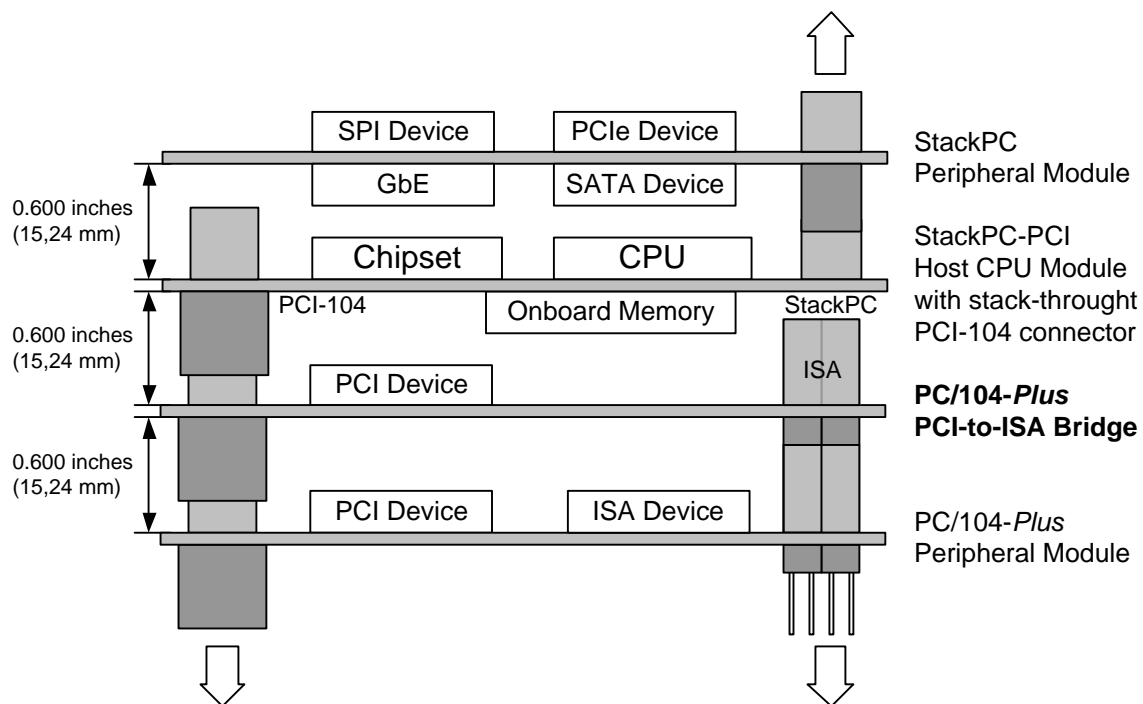 SPI Device
PCIe Device
StackPC
Peripheral Module
GbE
SATA Device
0.600 inches
(15,24 mm)
StackPC-PCI
Host CPU Module
with stack-throught
PCI-104 connector
Chipset
CPU
PCI-104
Onboard Memory
StackPC
0.600 inches
(15,24 mm)
ISA
PCI Device
PC/104-Plus
PCI-to-ISA Bridge
0.600 inches
(15,24 mm)
PCI Device
ISA Device
PC/104-Plus
Peripheral Module